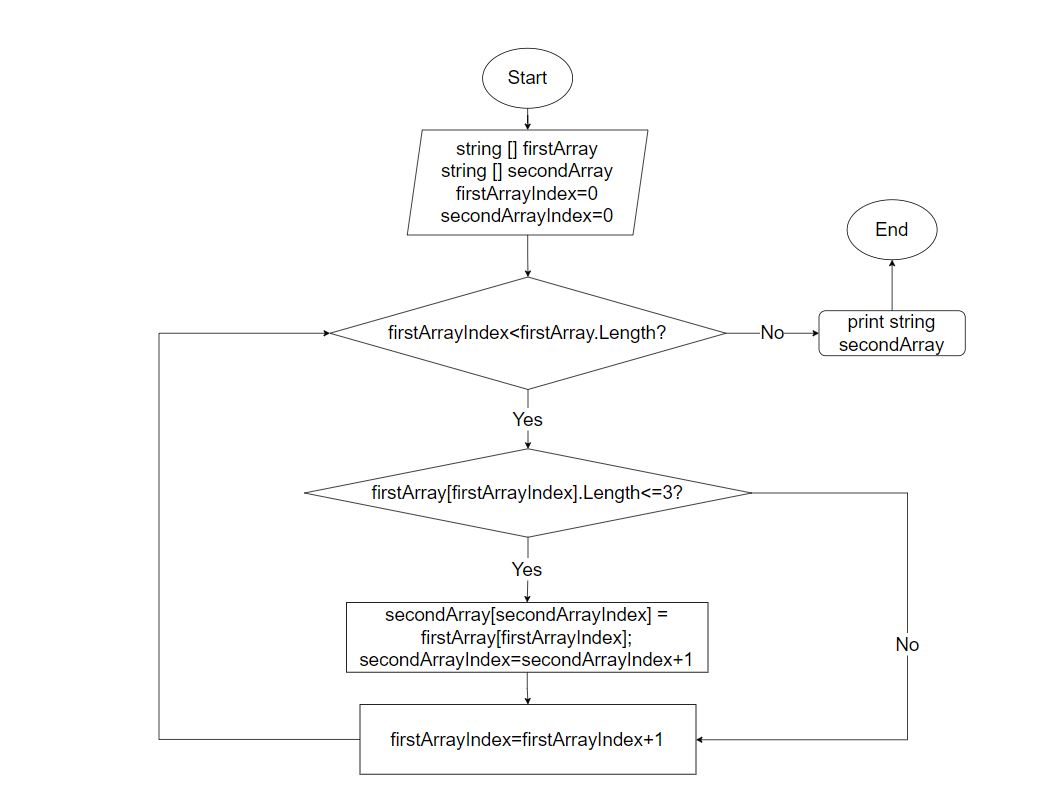 Start
string [] firstArray
string [] secondArray
firstArrayIndex=0
secondArrayIndex=0
End
firstArrayIndex<firstArray.Length?
No
print string
secondArray
Yes
firstArray[firstArrayIndex].Length<=3?
Yes
secondArray[secondArrayIndex] =
firstArray[firstArrayIndex];
secondArrayIndex=secondArrayIndex+1
No
firstArrayIndex=firstArrayIndex+1